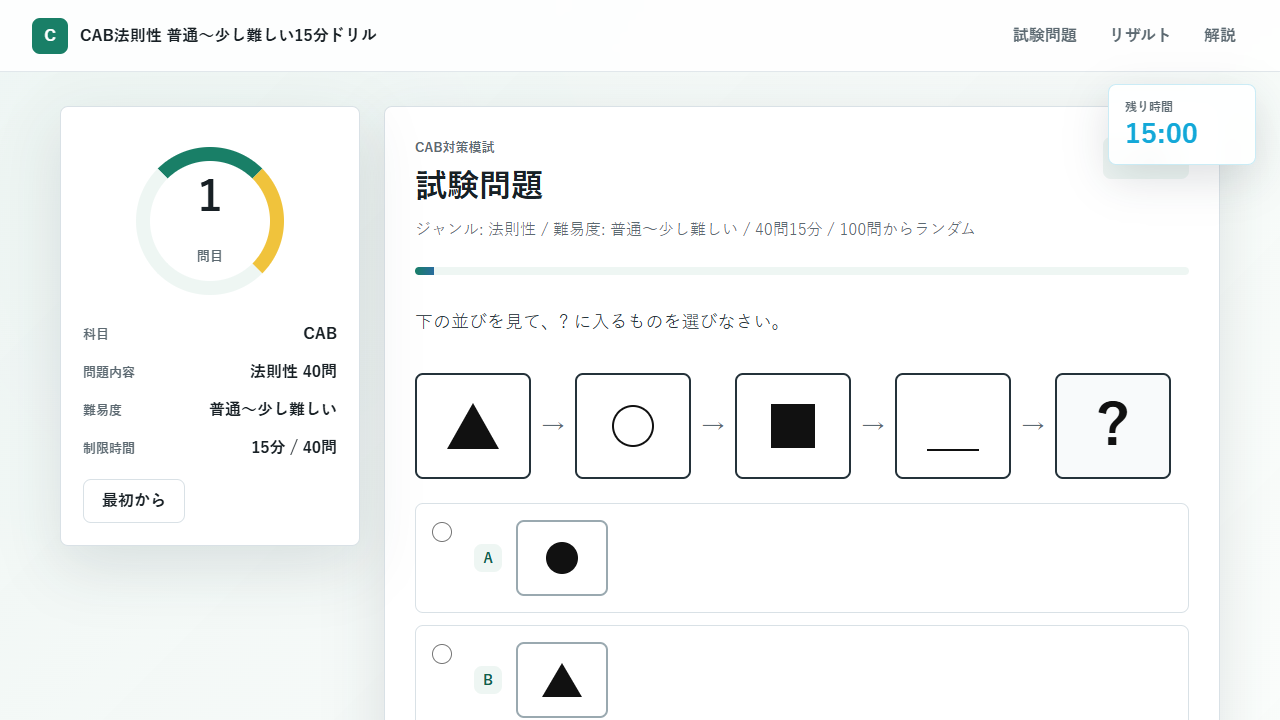 C CAB法則性 普通〜少し難しい15分ドリル 試験問題 リザルト 解説
残り時間
15:00
1
問目
科目 CAB
問題内容 法則性 40問
難易度 普通〜少し難しい
制限時間 15分 / 40問
最初から
CAB対策模試
試験問題
ジャンル: 法則性 / 難易度: 普通〜少し難しい / 40問15分 / 100問からランダム
下の並びを見て、? に入るものを選びなさい。
→ → → → ?
A
B